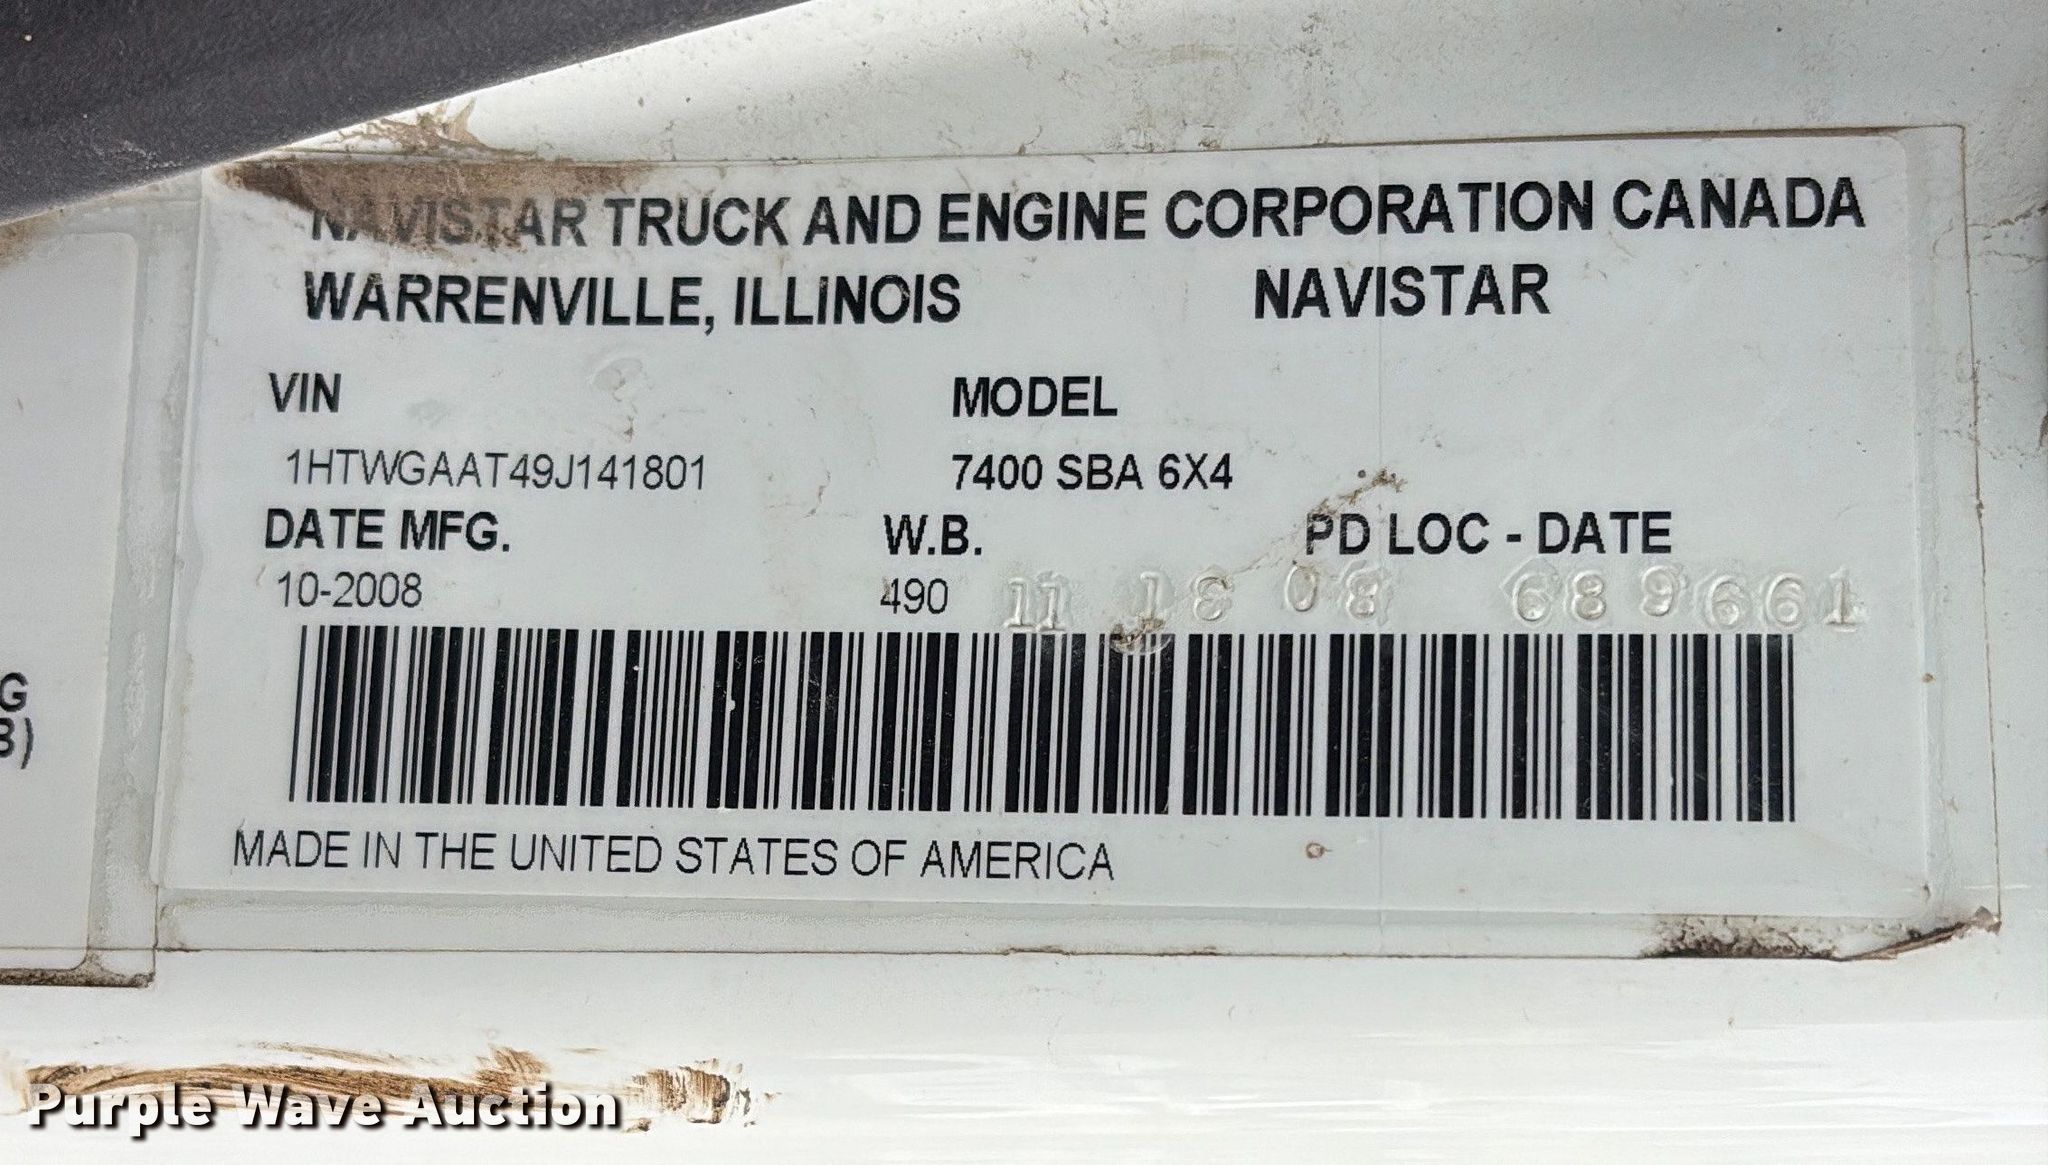 NAVISTAR TRUCK AND ENGINE CORPORATION CANADA
WARRENVILLE, ILLINOIS NAVISTAR
VIN MODEL
1HTWGAAT49J141801 7400 SBA 6X4
DATE MFG. W.B. PD LOC - DATE
10-2008 490 11 13 08 689661
MADE IN THE UNITED STATES OF AMERICA
G
B)
Purple Wave Auction